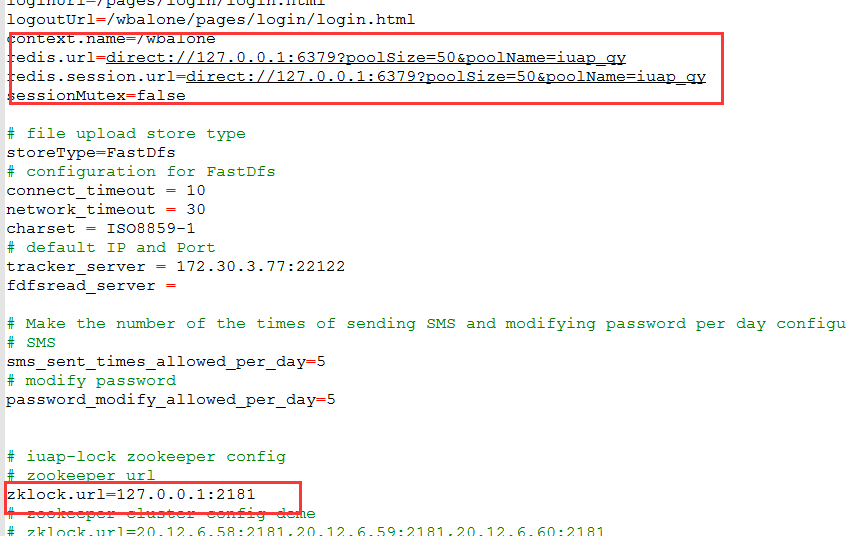 loginUrl=/pages/login/login.html
logoutUrl=/wbalone/pages/login/login.html
context.name=/wbalone
redis.url=direct://127.0.0.1:6379?poolSize=50&poolName=iuap_qy
redis.session.url=direct://127.0.0.1:6379?poolSize=50&poolName=iuap_qy
sessionMutex=false
# file upload store type
storeType=FastDfs
# configuration for FastDfs
connect_timeout = 10
network_timeout = 30
charset = ISO8859-1
# default IP and Port
tracker_server = 172.30.3.77:22122
fdfsread_server =
# Make the number of the times of sending SMS and modifying password per day configu
# SMS
sms_sent_times_allowed_per_day=5
# modify password
password_modify_allowed_per_day=5
# iuap-lock zookeeper config
# zookeeper url
zklock.url=127.0.0.1:2181
# zookeeper cluster config deme
# zklock.url=20.12.6.58:2181,20.12.6.59:2181,20.12.6.60:2181